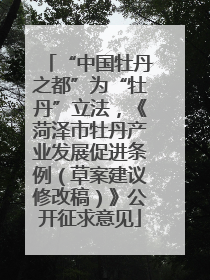 「“中国牡丹
之都”为“牡
丹”立法，《
菏泽市牡丹产
业发展促进条
例（草案建议
修改稿）》公
开征求意见」